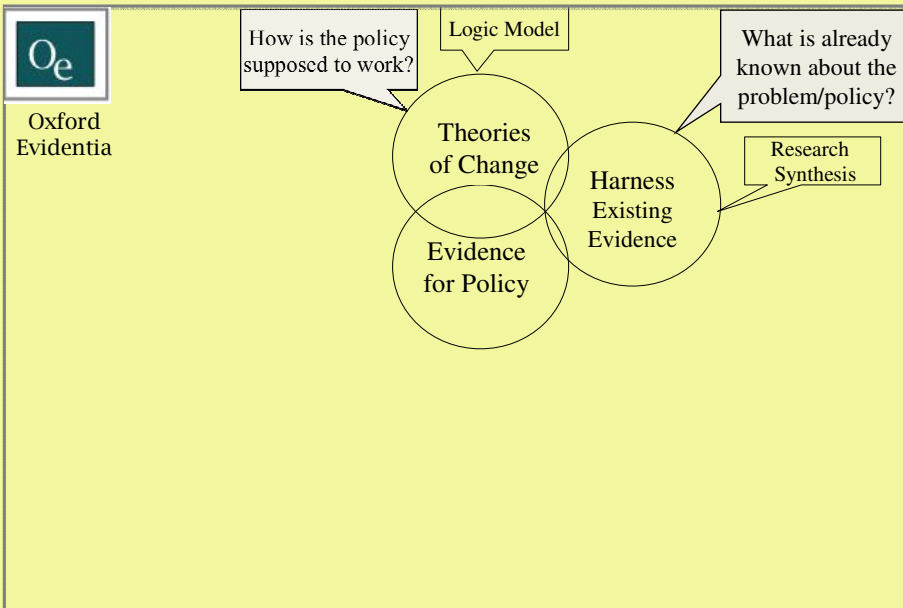 Oe
Oxford
Evidentia
How is the policy
supposed to work?
Logic Model
What is already
known about the
problem/policy?
Theories
of Change
Research
Synthesis
Harness
Existing
Evidence
Evidence
for Policy